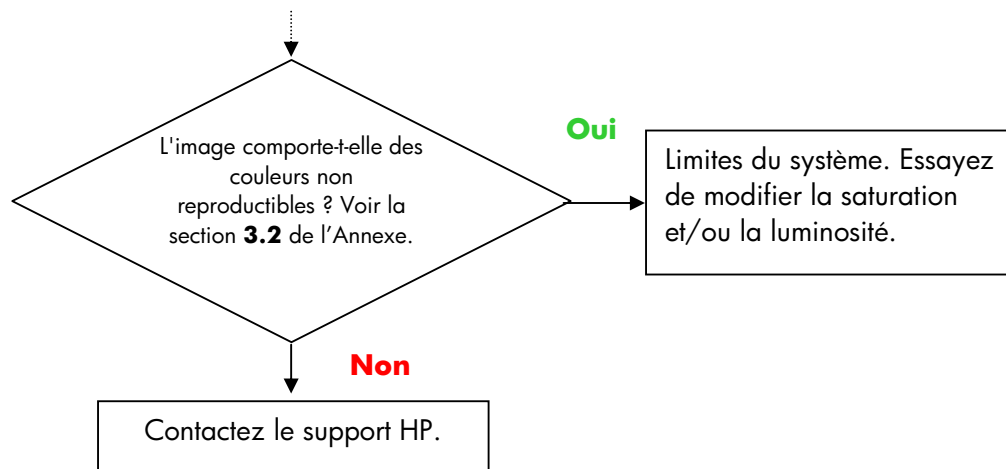 L'image comporte-t-elle des
couleurs non
reproductibles ? Voir la
section 3.2 de l'Annexe.
Oui
Limites du système. Essayez
de modifier la saturation
et/ou la luminosité.
Non
Contactez le support HP.